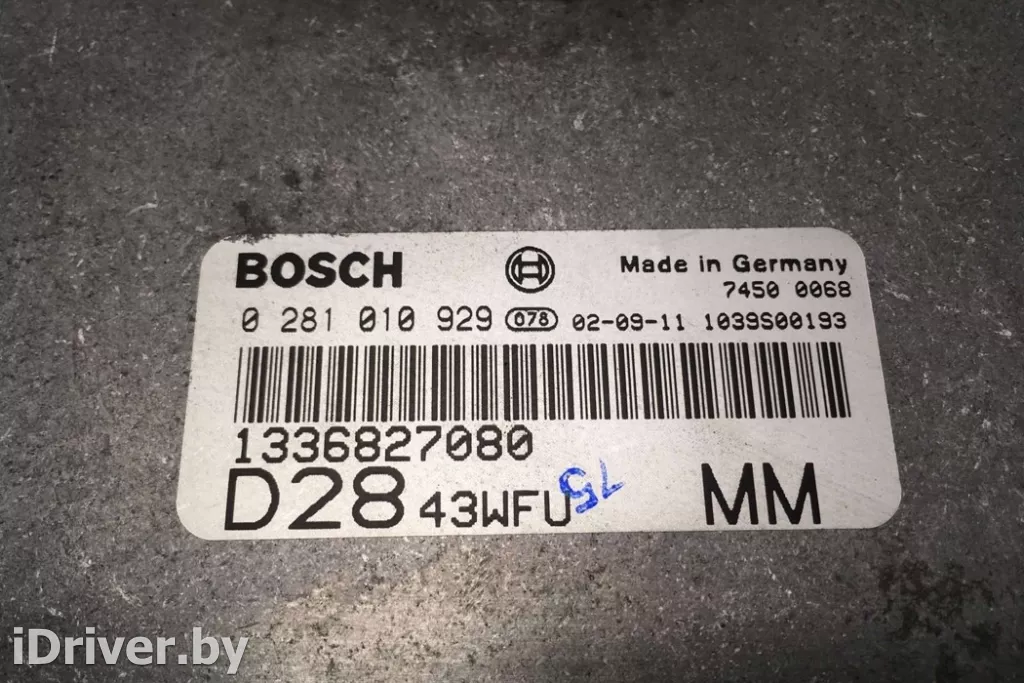 BOSCH
Made in Germany
7450 0068
0 281 010 929 078 02-09-11 1039S00193
1336827080
D28 43WFU 75 MM
iDriver.by